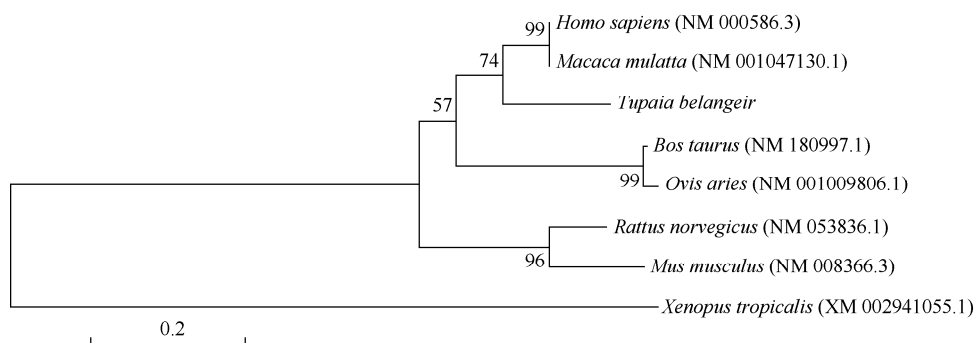 99 Homo sapiens (NM 000586.3)
74 Macaca mulatta (NM 001047130.1)
Tupaia belangeir
57
Bos taurus (NM 180997.1)
99 Ovis aries (NM 001009806.1)
Rattus norvegicus (NM 053836.1)
96 Mus musculus (NM 008366.3)
Xenopus tropicalis (XM 002941055.1)
0.2